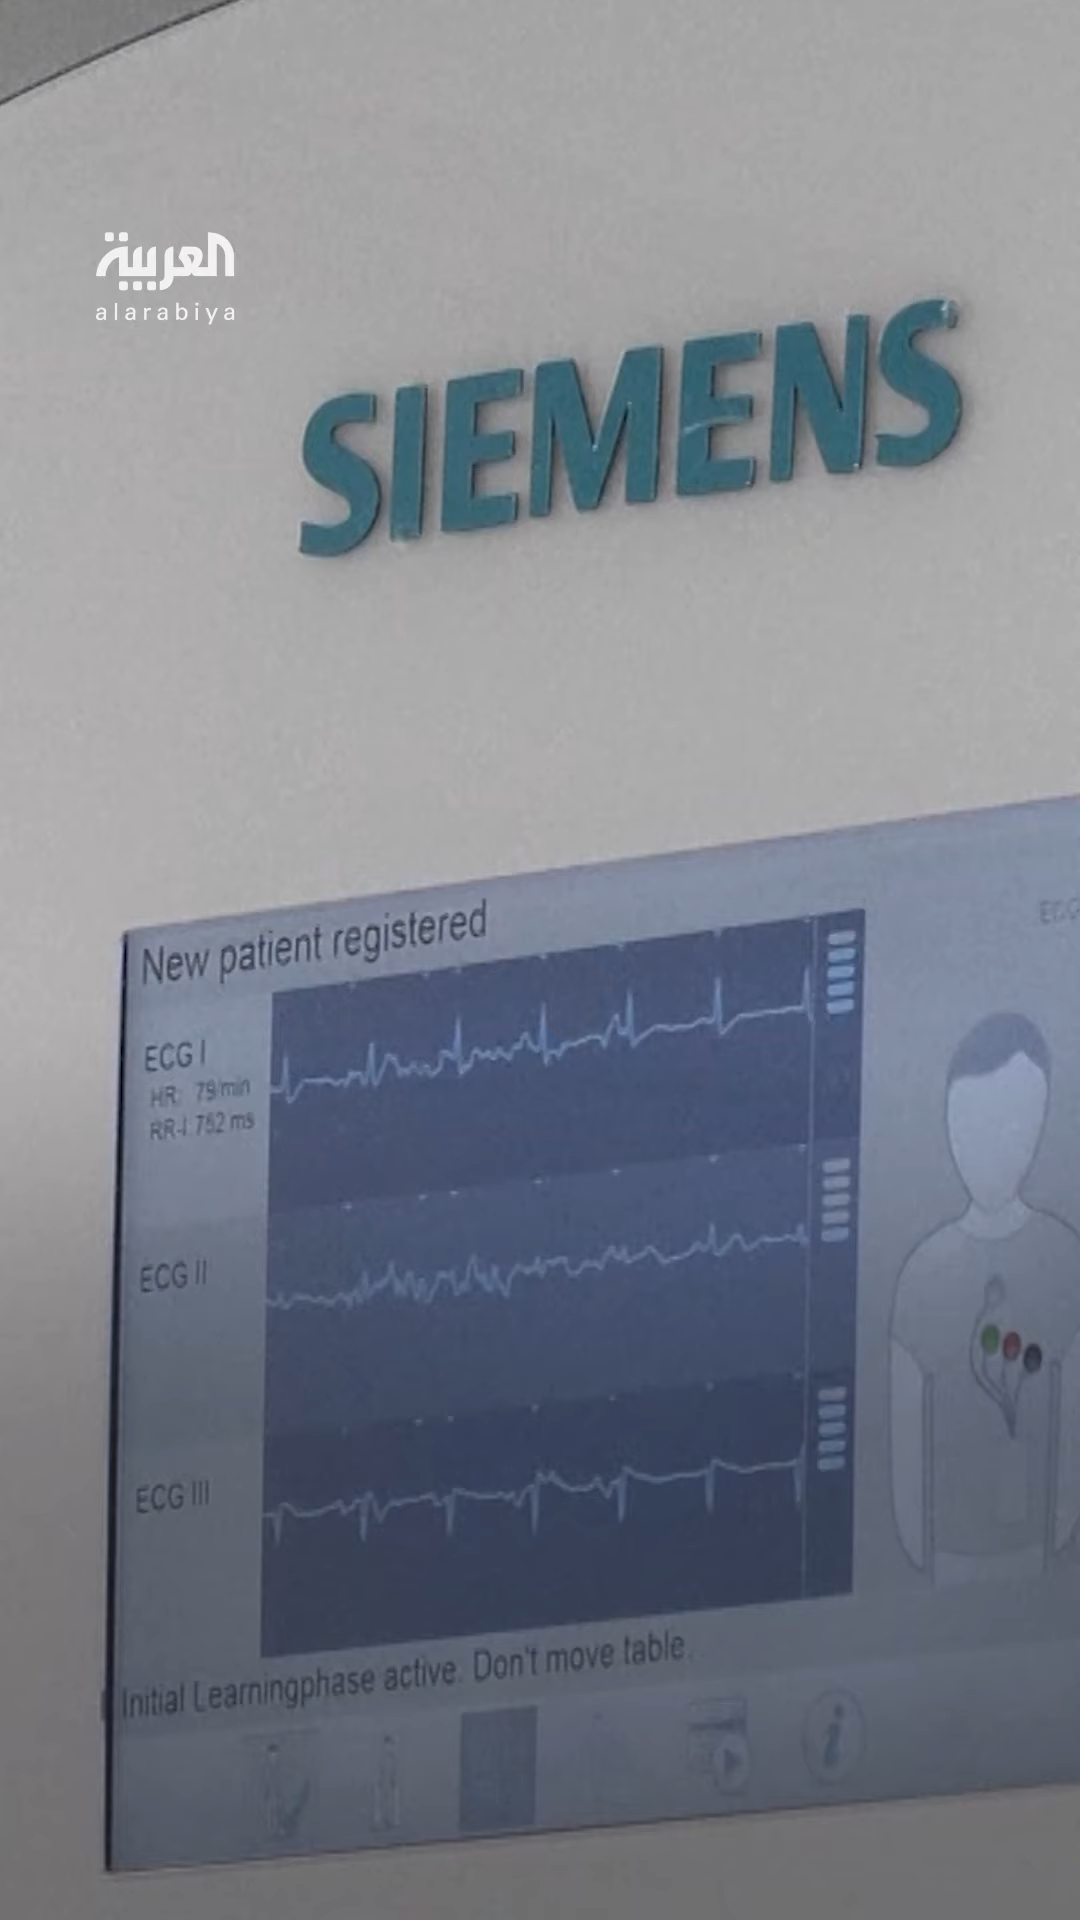 العربية
alarabiya
SIEMENS
New patient registered
ECG
ECG I
HR: 79/min
RR-I: 752 ms
ECG II
ECG III
Initial Learningphase active. Don't move table.
i